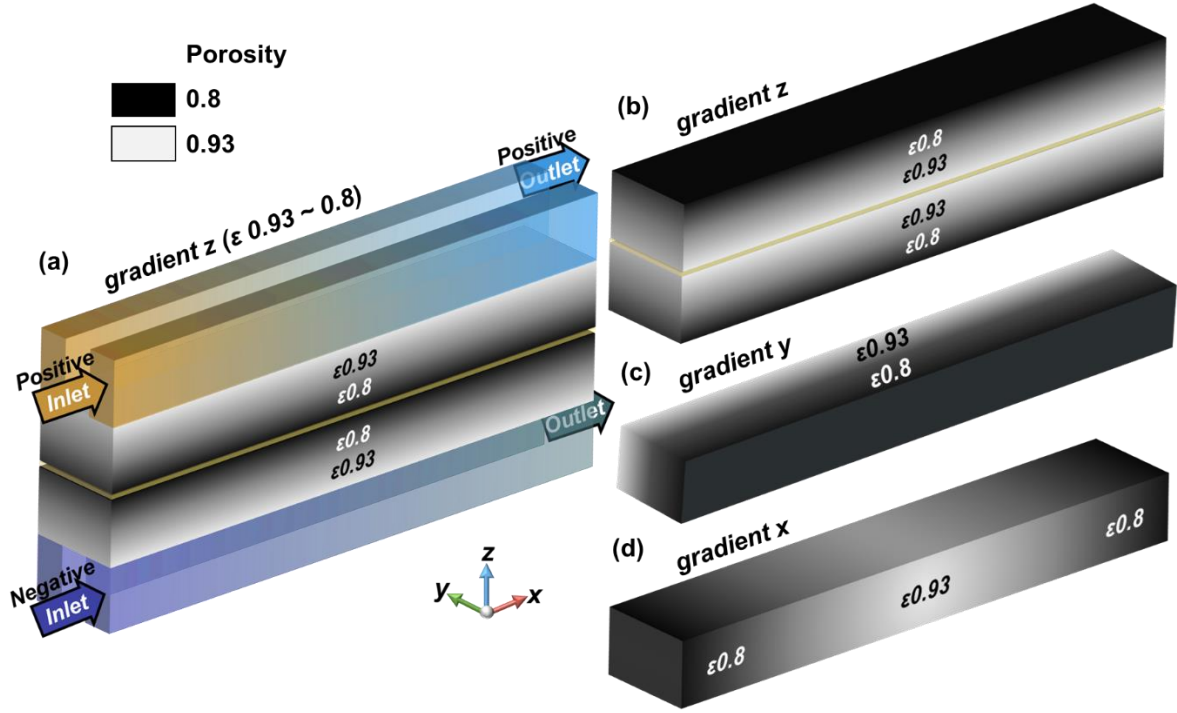 Porosity
0.8
0.93
(a)
gradient z (ε 0.93 ~ 0.8)
Positive
Outlet
Positive
Inlet
ε0.93
ε0.8
ε0.8
ε0.93
Outlet
Negative
Inlet
z
y
x
(b)
gradient z
ε0.8
ε0.93
ε0.93
ε0.8
(c)
gradient y
ε0.93
ε0.8
(d)
gradient x
ε0.8
ε0.93
ε0.8